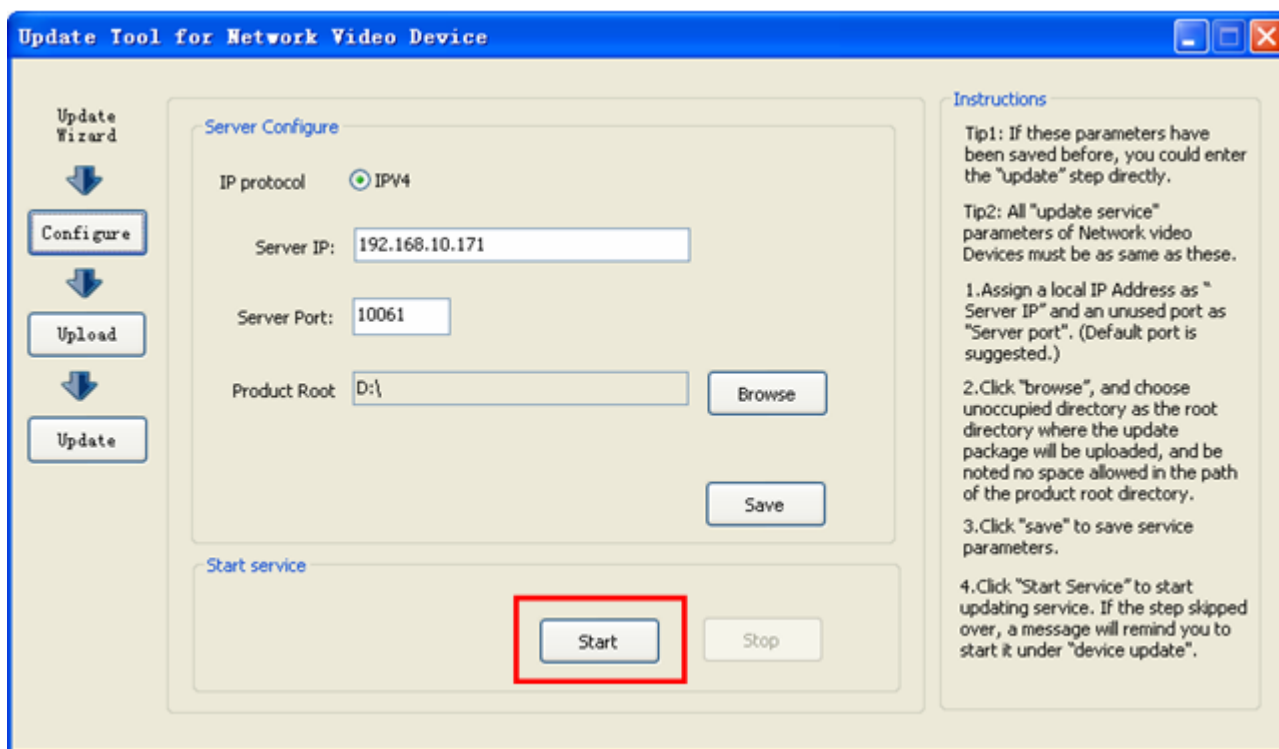 Update Tool for Network Video Device
Update
Wizard
Configure
Upload
Update
Server Configure
IP protocol
IPV4
Server IP:
192.168.10.171
Server Port:
10061
Product Root
D:\
Browse
Save
Start service
Start
Stop
Instructions
Tip1: If these parameters have
been saved before, you could enter
the "update" step directly.
Tip2: All "update service"
parameters of Network video
Devices must be as same as these.
1.Assign a local IP Address as "
Server IP" and an unused port as
"Server port". (Default port is
suggested.)
2.Click "browse", and choose
unoccupied directory as the root
directory where the update
package will be uploaded, and be
noted no space allowed in the path
of the product root directory.
3.Click "save" to save service
parameters.
4.Click "Start Service" to start
updating service. If the step skipped
over, a message will remind you to
start it under "device update".